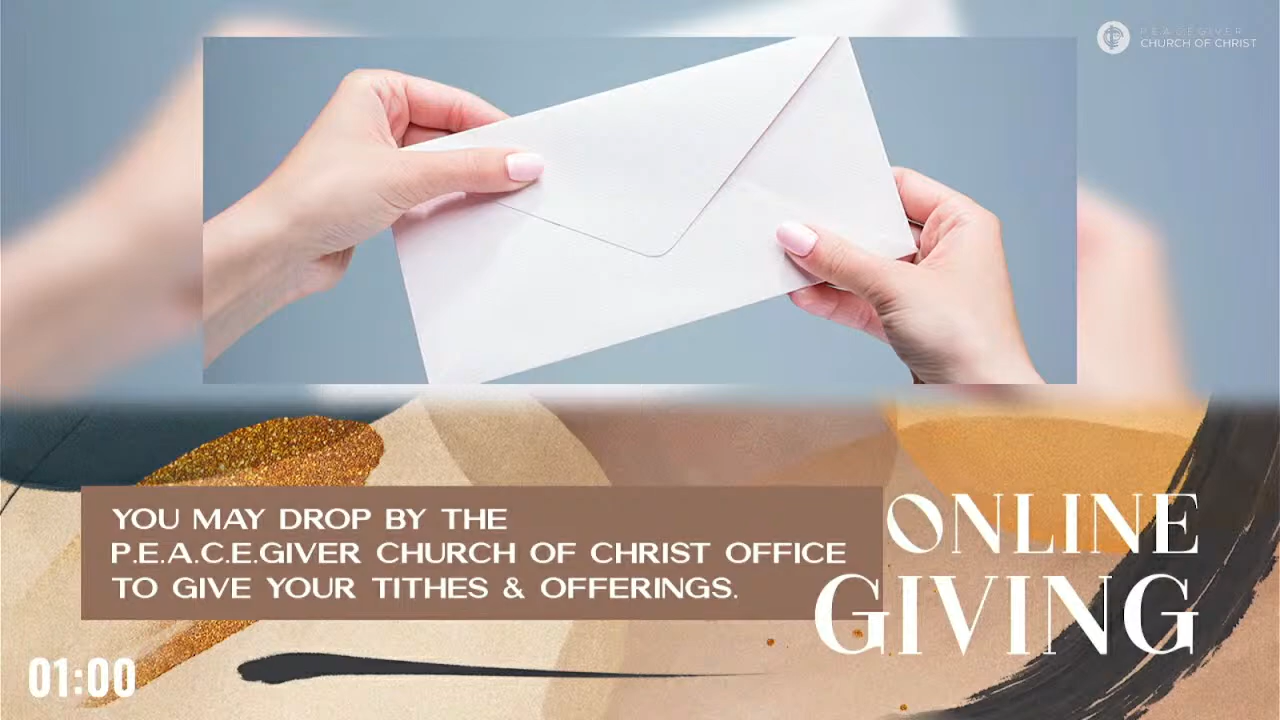 PEACEGIVER
CHURCH OF CHRIST
YOU MAY DROP BY THE
P.E.A.C.E.GIVER CHURCH OF CHRIST OFFICE
TO GIVE YOUR TITHES & OFFERINGS.
ONLINE
GIVING
01:00